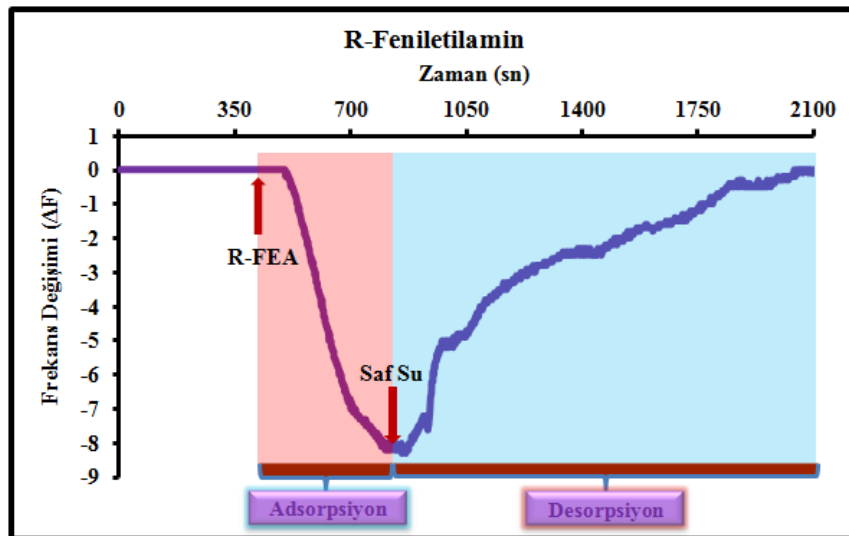 R-Feniletilamin
Zaman (sn)
0 350 700 1050 1400 1750 2100
1
0
-1
-2
-3
-4
-5
-6
-7
-8
-9
Frekans Değişimi (ΔF)
R-FEA
Saf Su
Adsorpsiyon
Desorpsiyon